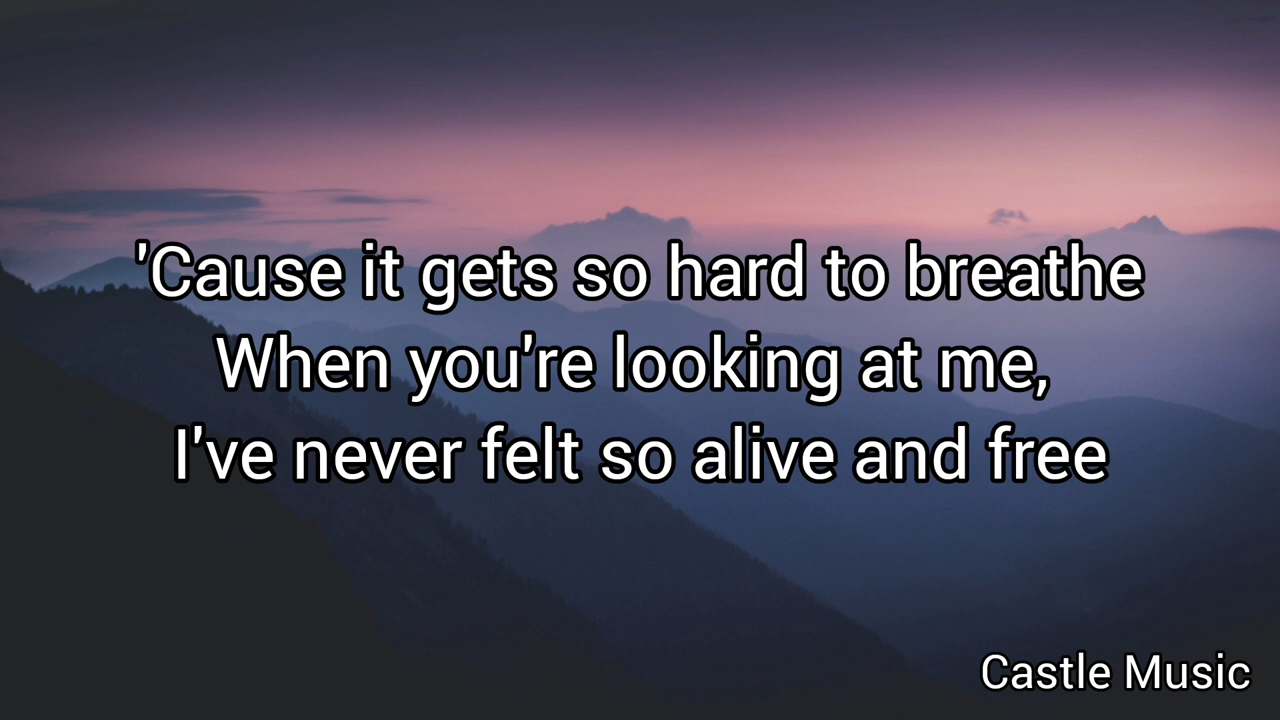 'Cause it gets so hard to breathe
When you're looking at me,
I've never felt so alive and free
Castle Music